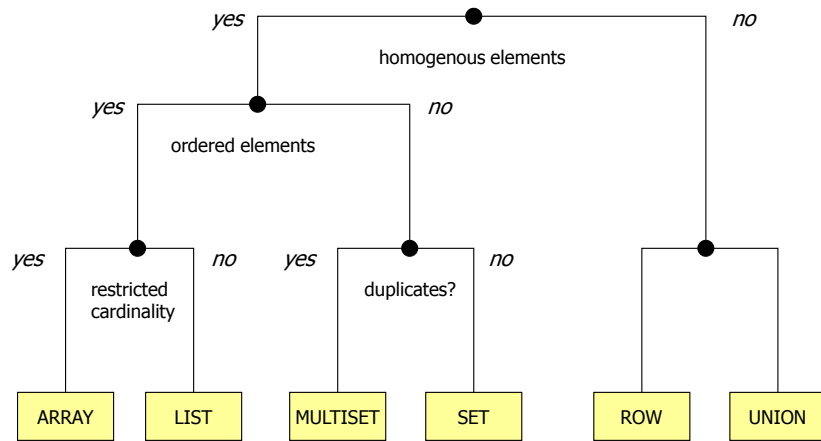 yes
no
homogenous elements
yes
no
ordered elements
yes
no
yes
no
restricted
cardinality
duplicates?
ARRAY
LIST
MULTISET
SET
ROW
UNION